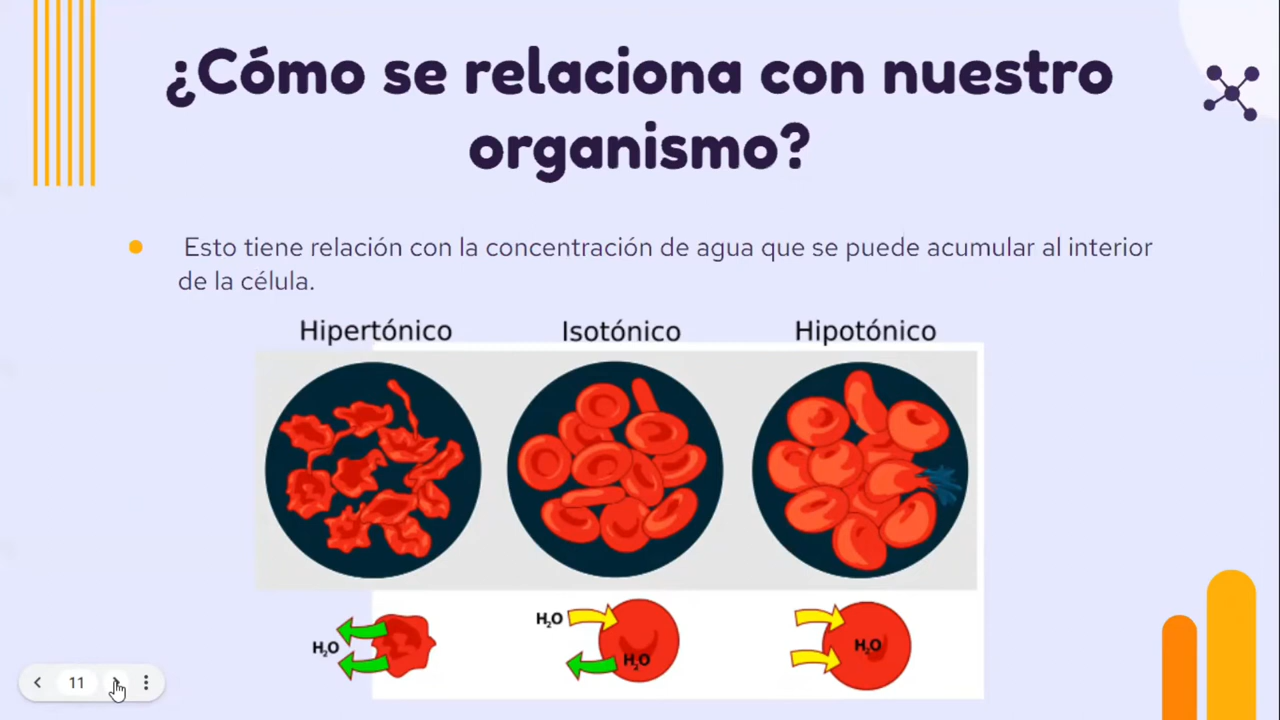 ¿Cómo se relaciona con nuestro
organismo?
Esto tiene relación con la concentración de agua que se puede acumular al interior
de la célula.
Hipertónico Isotónico Hipotónico
H₂O H₂O H₂O H₂O
11